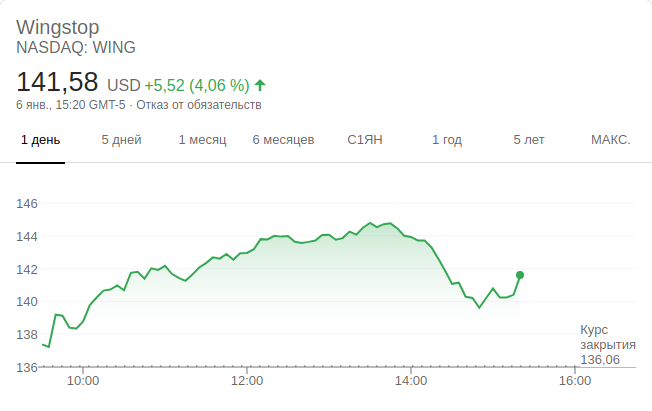 Wingstop
NASDAQ: WING
141,58 USD +5,52 (4,06 %)
6 янв., 15:20 GMT-5 · Отказ от обязательств
1 день 5 дней 1 месяц 6 месяцев С1ЯН 1 год 5 лет МАКС.
146
144
142
140
138
136
Курс
закрытия
136,06
10:00 12:00 14:00 16:00